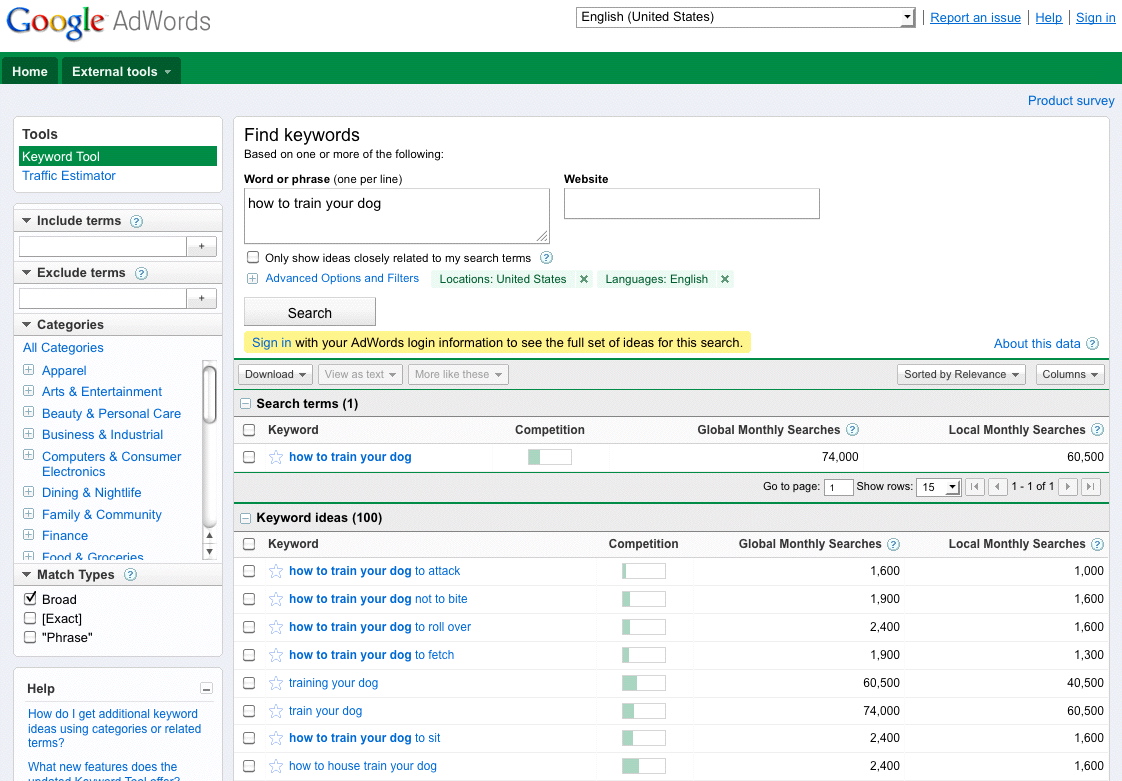 Google AdWords
English (United States)
Report an issue
Help
Sign in
Home
External tools
Product survey
Tools
Keyword Tool
Traffic Estimator
Include terms ?
+
Exclude terms ?
+
Categories
All Categories
Apparel
Arts & Entertainment
Beauty & Personal Care
Business & Industrial
Computers & Consumer
Electronics
Dining & Nightlife
Family & Community
Finance
Food & Groceries
Match Types ?
Broad
[Exact]
"Phrase"
Help
How do I get additional keyword
ideas using categories or related
terms?
What new features does the
updated Keyword Tool offer?
Find keywords
Based on one or more of the following:
Word or phrase (one per line)
Website
how to train your dog
Only show ideas closely related to my search terms ?
Advanced Options and Filters
Locations: United States ×
Languages: English ×
Search
Sign in with your AdWords login information to see the full set of ideas for this search.
About this data ?
Download
View as text
More like these
Sorted by Relevance
Columns
Search terms (1)
Keyword Competition Global Monthly Searches ? Local Monthly Searches ?
how to train your dog 74,000 60,500
Go to page: 1 Show rows: 15 1 - 1 of 1
Keyword ideas (100)
Keyword Competition Global Monthly Searches ? Local Monthly Searches ?
how to train your dog to attack 1,600 1,000
how to train your dog not to bite 1,900 1,600
how to train your dog to roll over 2,400 1,600
how to train your dog to fetch 1,900 1,300
training your dog 60,500 40,500
train your dog 74,000 60,500
how to train your dog to sit 2,400 1,600
how to house train your dog 2,400 1,600